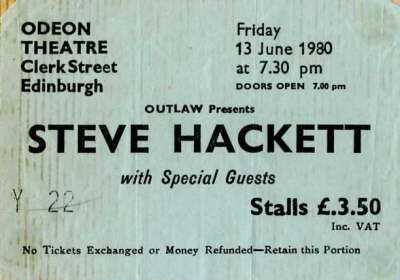 ODEON
THEATRE
Clerk Street
Edinburgh
Friday
13 June 1980
at 7.30 pm
DOORS OPEN 7.00 pm
OUTLAW Presents
STEVE HACKETT
with Special Guests
Y 22
Stalls £.3.50
Inc. VAT
No Tickets Exchanged or Money Refunded—Retain this Portion